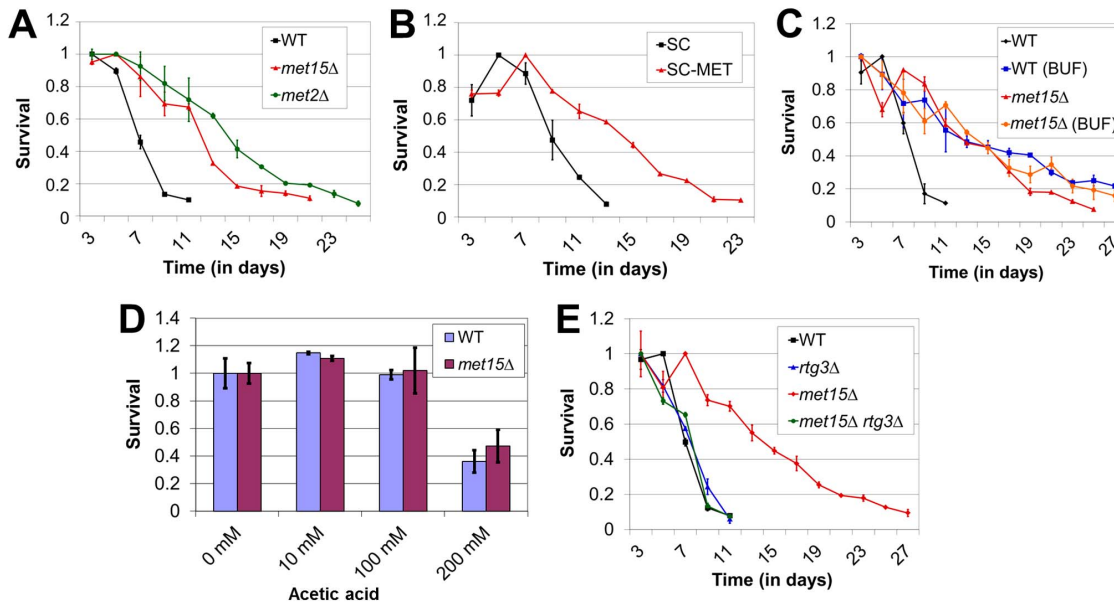 A
Survival
1.2
1
0.8
0.6
0.4
0.2
0
3
7
11
15
19
23
Time (in days)
WT
met15Δ
met2Δ
B
Survival
1.2
1
0.8
0.6
0.4
0.2
0
3
7
11
15
19
23
Time (in days)
SC
SC-MET
C
Survival
1.2
1
0.8
0.6
0.4
0.2
0
3
7
11
15
19
23
27
Time (in days)
WT
WT (BUF)
met15Δ
met15Δ (BUF)
D
Survival
1.4
1.2
1
0.8
0.6
0.4
0.2
0
0 mM
10 mM
100 mM
200 mM
Acetic acid
WT
met15Δ
E
Survival
1.2
1
0.8
0.6
0.4
0.2
0
3
7
11
15
19
23
27
Time (in days)
WT
rtg3Δ
met15Δ
met15Δ rtg3Δ